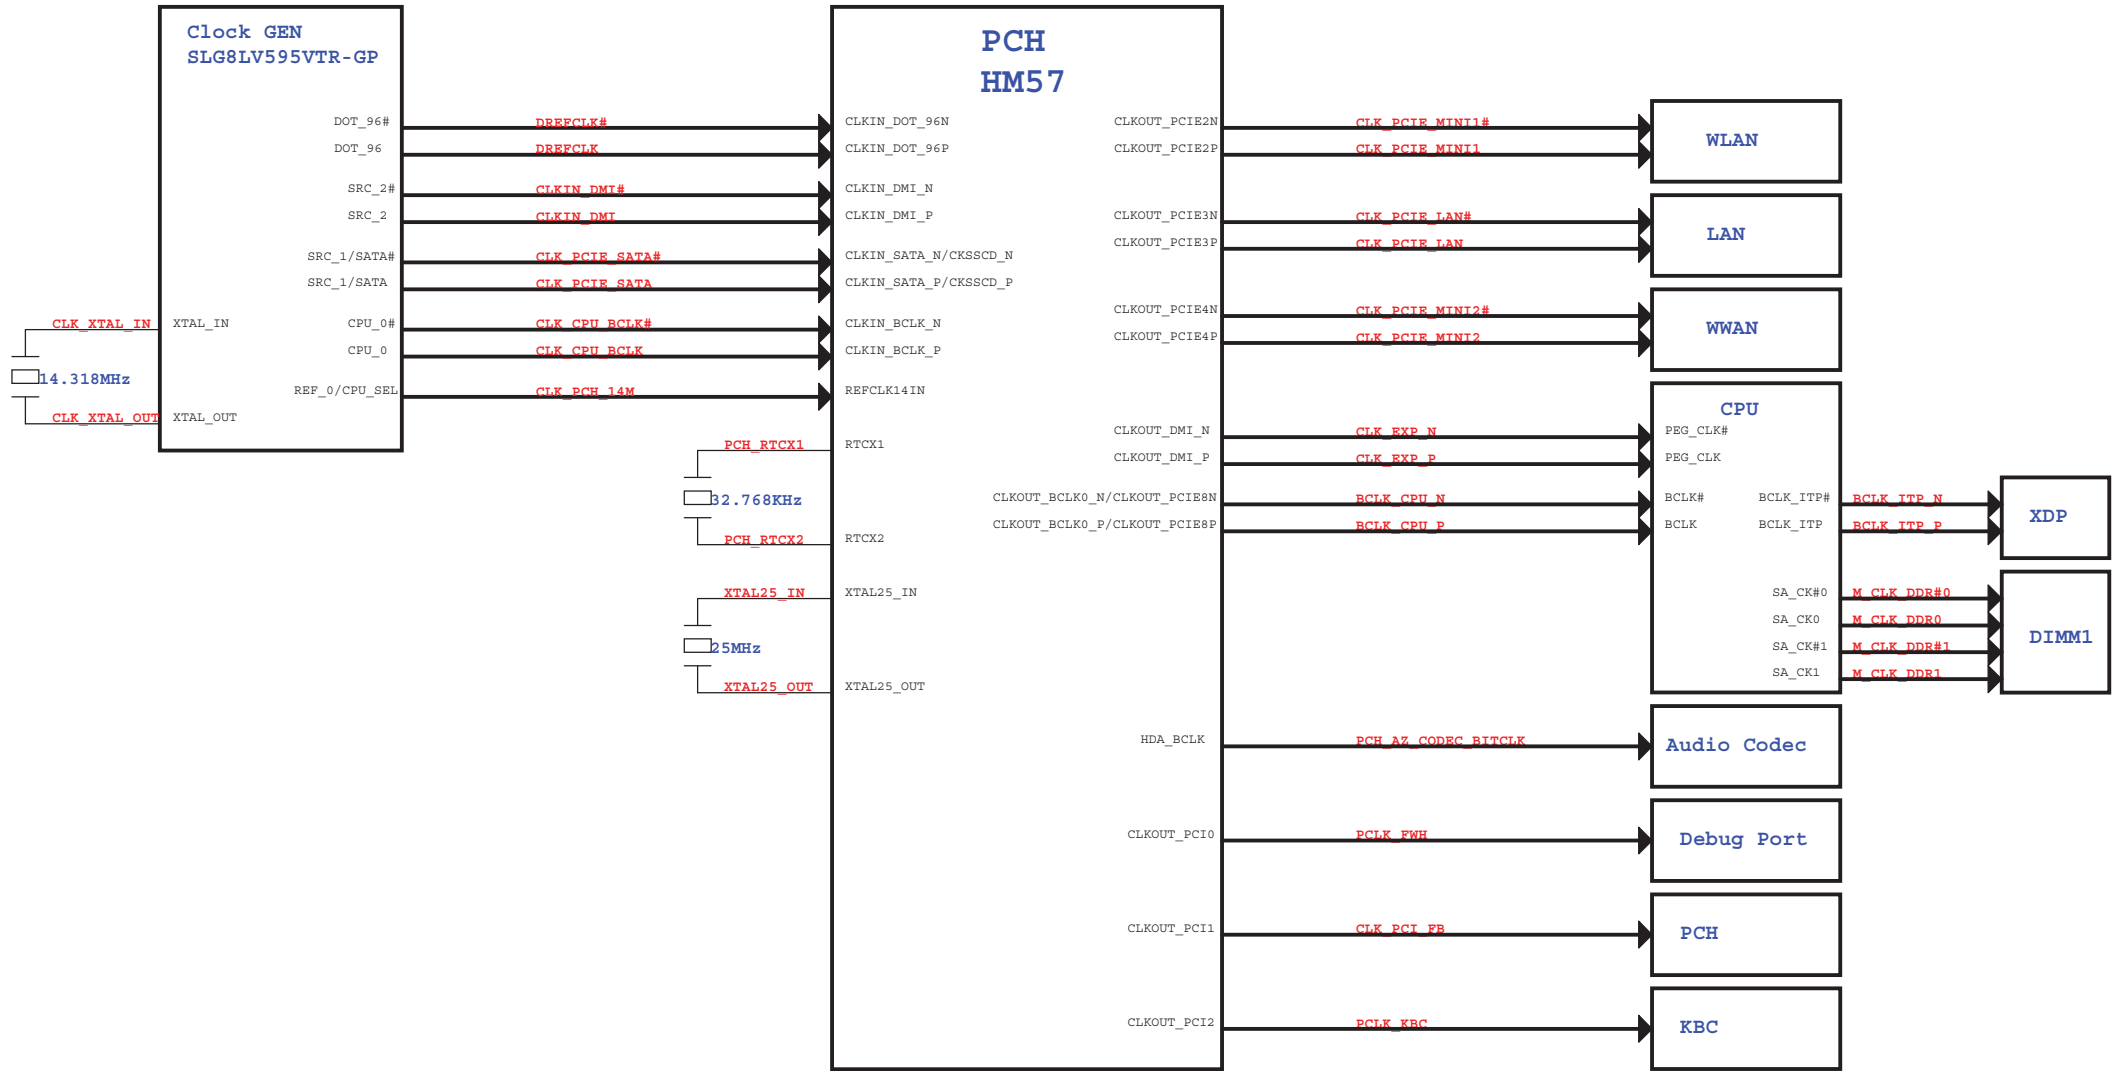 Clock GEN
SLG8LV595VTR-GP
DOT_96#
DOT_96
SRC_2#
SRC_2
SRC_1/SATA#
SRC_1/SATA
XTAL_IN
CPU_0#
CPU_0
REF_0/CPU_SEL
XTAL_OUT
CLK_XTAL_IN
14.318MHz
CLK_XTAL_OUT
DREFCLK#
DREFCLK
CLKIN_DMI#
CLKIN_DMI
CLK_PCIE_SATA#
CLK_PCIE_SATA
CLK_CPU_BCLK#
CLK_CPU_BCLK
CLK_PCH_14M
PCH_RTCX1
32.768KHz
PCH_RTCX2
XTAL25_IN
25MHz
XTAL25_OUT
PCH
HM57
CLKIN_DOT_96N
CLKIN_DOT_96P
CLKIN_DMI_N
CLKIN_DMI_P
CLKIN_SATA_N/CKSSCD_N
CLKIN_SATA_P/CKSSCD_P
CLKIN_BCLK_N
CLKIN_BCLK_P
REFCLK14IN
RTCX1
RTCX2
XTAL25_IN
XTAL25_OUT
CLKOUT_PCIE2N
CLKOUT_PCIE2P
CLKOUT_PCIE3N
CLKOUT_PCIE3P
CLKOUT_PCIE4N
CLKOUT_PCIE4P
CLKOUT_DMI_N
CLKOUT_DMI_P
CLKOUT_BCLK0_N/CLKOUT_PCIE8N
CLKOUT_BCLK0_P/CLKOUT_PCIE8P
HDA_BCLK
CLKOUT_PCI0
CLKOUT_PCI1
CLKOUT_PCI2
CLK_PCIE_MINI1#
CLK_PCIE_MINI1
CLK_PCIE_LAN#
CLK_PCIE_LAN
CLK_PCIE_MINI2#
CLK_PCIE_MINI2
CLK_EXP_N
CLK_EXP_P
BCLK_CPU_N
BCLK_CPU_P
PCH_AZ_CODEC_BITCLK
PCLK_FWH
CLK_PCI_FB
PCLK_KBC
WLAN
LAN
WWAN
CPU
PEG_CLK#
PEG_CLK
BCLK#
BCLK
BCLK_ITP#
BCLK_ITP
SA_CK#0
SA_CK0
SA_CK#1
SA_CK1
BCLK_ITP_N
BCLK_ITP_P
M_CLK_DDR#0
M_CLK_DDR0
M_CLK_DDR#1
M_CLK_DDR1
XDP
DIMM1
Audio Codec
Debug Port
PCH
KBC